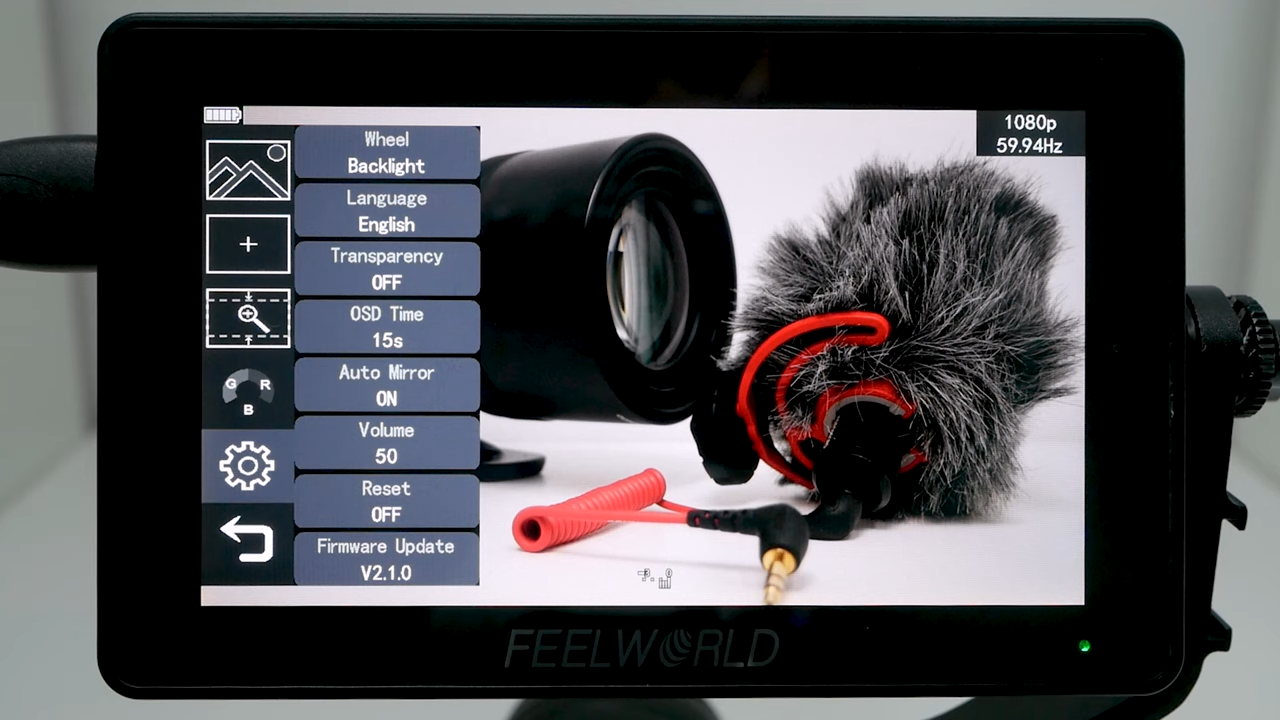 1080p
59.94Hz
Wheel
Backlight
Language
English
Transparency
OFF
OSD Time
15s
Auto Mirror
ON
Volume
50
Reset
OFF
Firmware Update
V2.1.0
G R
B
FEELWORLD